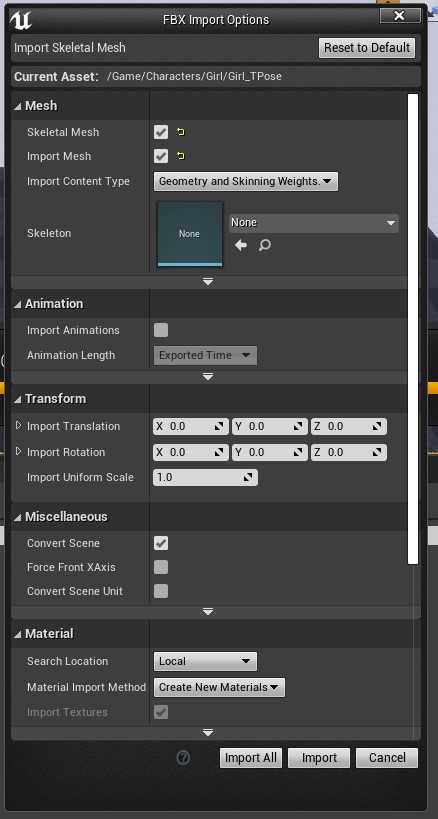 FBX Import Options
Import Skeletal Mesh
Reset to Default
Current Asset: /Game/Characters/Girl/Girl_TPose
Mesh
Skeletal Mesh
Import Mesh
Import Content Type Geometry and Skinning Weights.
Skeleton None None
Animation
Import Animations
Animation Length Exported Time
Transform
Import Translation X 0.0 Y 0.0 Z 0.0
Import Rotation X 0.0 Y 0.0 Z 0.0
Import Uniform Scale 1.0
Miscellaneous
Convert Scene
Force Front XAxis
Convert Scene Unit
Material
Search Location Local
Material Import Method Create New Materials
Import Textures
? Import All Import Cancel